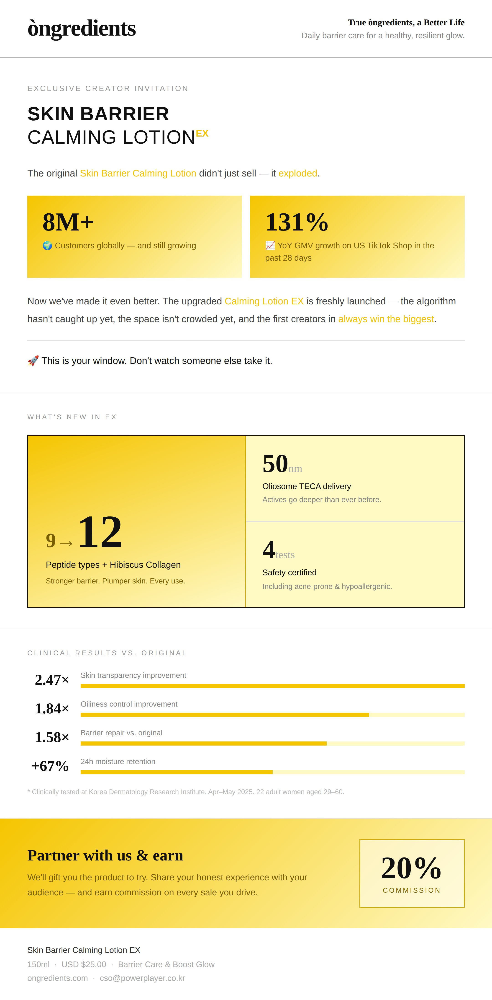 òngredients
True òngredients, a Better Life
Daily barrier care for a healthy, resilient glow.
EXCLUSIVE CREATOR INVITATION
SKIN BARRIER
CALMING LOTIONEX
The original Skin Barrier Calming Lotion didn't just sell — it exploded.
8M+
🌍 Customers globally — and still growing
131%
📈 YoY GMV growth on US TikTok Shop in the
past 28 days
Now we've made it even better. The upgraded Calming Lotion EX is freshly launched — the algorithm
hasn't caught up yet, the space isn't crowded yet, and the first creators in always win the biggest.
🚀 This is your window. Don't watch someone else take it.
WHAT'S NEW IN EX
9→12
Peptide types + Hibiscus Collagen
Stronger barrier. Plumper skin. Every use.
50nm
Oliosome TECA delivery
Actives go deeper than ever before.
4tests
Safety certified
Including acne-prone & hypoallergenic.
CLINICAL RESULTS VS. ORIGINAL
2.47×
Skin transparency improvement
1.84×
Oiliness control improvement
1.58×
Barrier repair vs. original
+67%
24h moisture retention
* Clinically tested at Korea Dermatology Research Institute. Apr–May 2025. 22 adult women aged 29–60.
Partner with us & earn
We'll gift you the product to try. Share your honest experience with your
audience — and earn commission on every sale you drive.
20%
COMMISSION
Skin Barrier Calming Lotion EX
150ml · USD $25.00 · Barrier Care & Boost Glow
ongredients.com · cso@powerplayer.co.kr